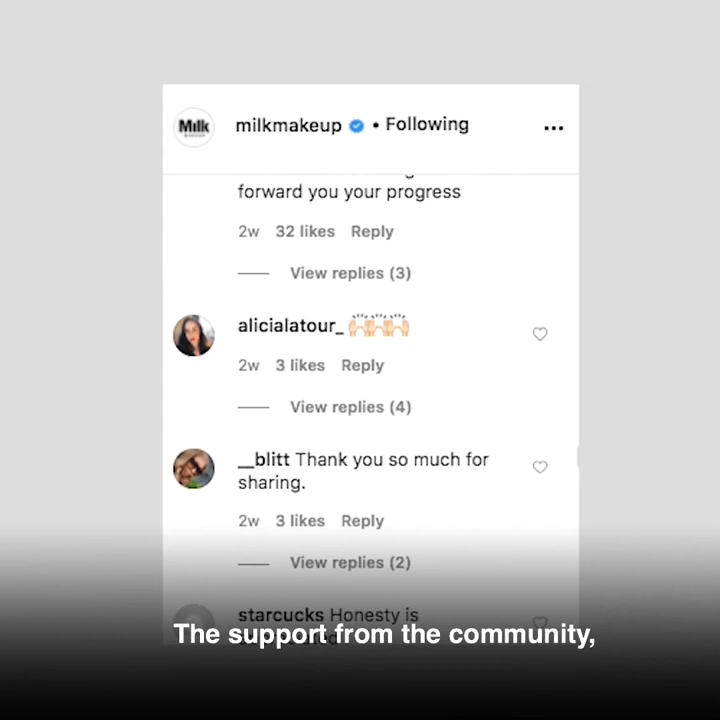 Milk
MAKEUP
milkmakeup • Following
forward you your progress
2w 32 likes Reply
View replies (3)
alicialatour_ 🙌🏻🙌🏻🙌🏻
2w 3 likes Reply
View replies (4)
__blitt Thank you so much for
sharing.
2w 3 likes Reply
View replies (2)
starcucks Honesty is
The support from the community,